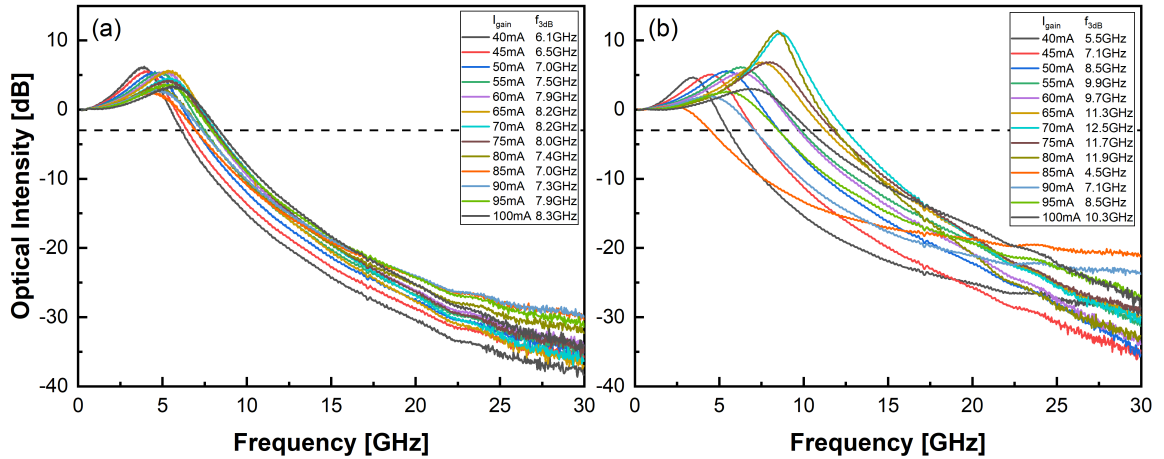 (a)
I_gain f_3dB
40mA 6.1GHz
45mA 6.5GHz
50mA 7.0GHz
55mA 7.5GHz
60mA 7.9GHz
65mA 8.2GHz
70mA 8.2GHz
75mA 8.0GHz
80mA 7.4GHz
85mA 7.0GHz
90mA 7.3GHz
95mA 7.9GHz
100mA 8.3GHz
10
0
-10
-20
-30
-40
0 5 10 15 20 25 30
Optical Intensity [dB]
Frequency [GHz]
(b)
I_gain f_3dB
40mA 5.5GHz
45mA 7.1GHz
50mA 8.5GHz
55mA 9.9GHz
60mA 9.7GHz
65mA 11.3GHz
70mA 12.5GHz
75mA 11.7GHz
80mA 11.9GHz
85mA 4.5GHz
90mA 7.1GHz
95mA 8.5GHz
100mA 10.3GHz
10
0
-10
-20
-30
-40
0 5 10 15 20 25 30
Frequency [GHz]